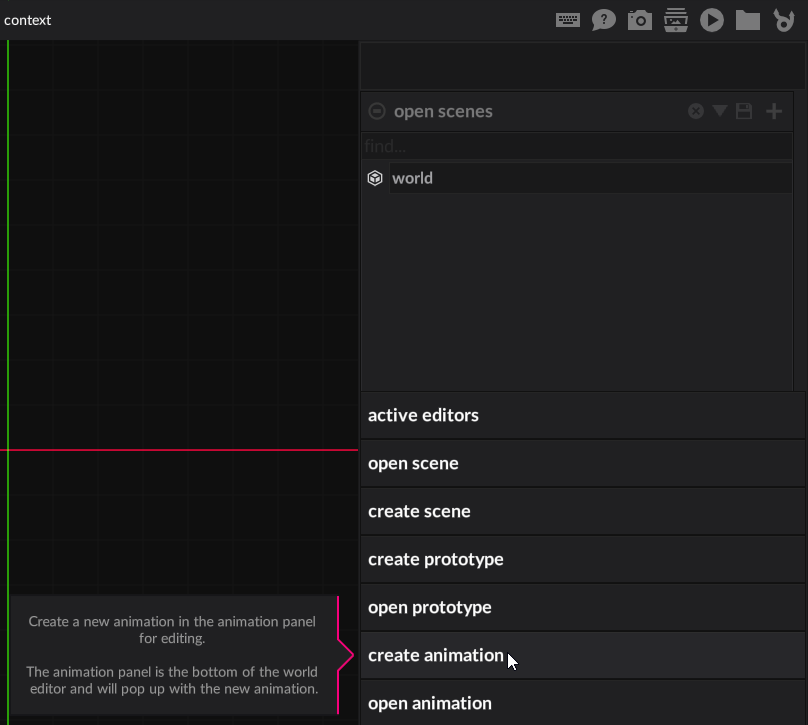 context
open scenes
find...
world
active editors
open scene
create scene
create prototype
open prototype
create animation
open animation
Create a new animation in the animation panel
for editing.
The animation panel is the bottom of the world
editor and will pop up with the new animation.